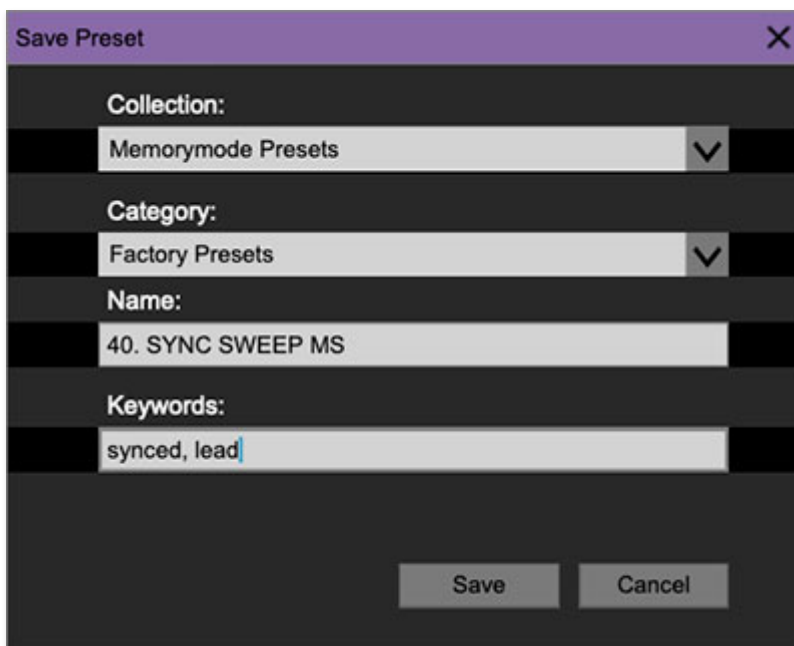 Save Preset
Collection:
Memorymode Presets
Category:
Factory Presets
Name:
40. SYNC SWEEP MS
Keywords:
synced, lead
Save Cancel